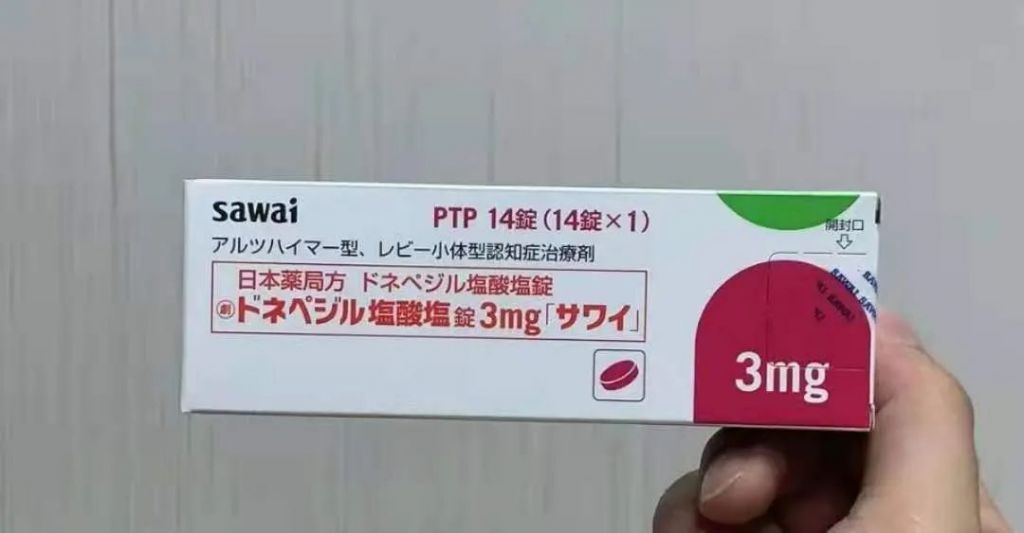 sawai
PTP 14錠(14錠×1)
アルツハイマー型、レビー小体型認知症治療剤
日本薬局方 ドネペジル塩酸塩錠
劇 ドネペジル塩酸塩錠3mg「サワイ」
開封口
SAWAI SAWAI
3mg